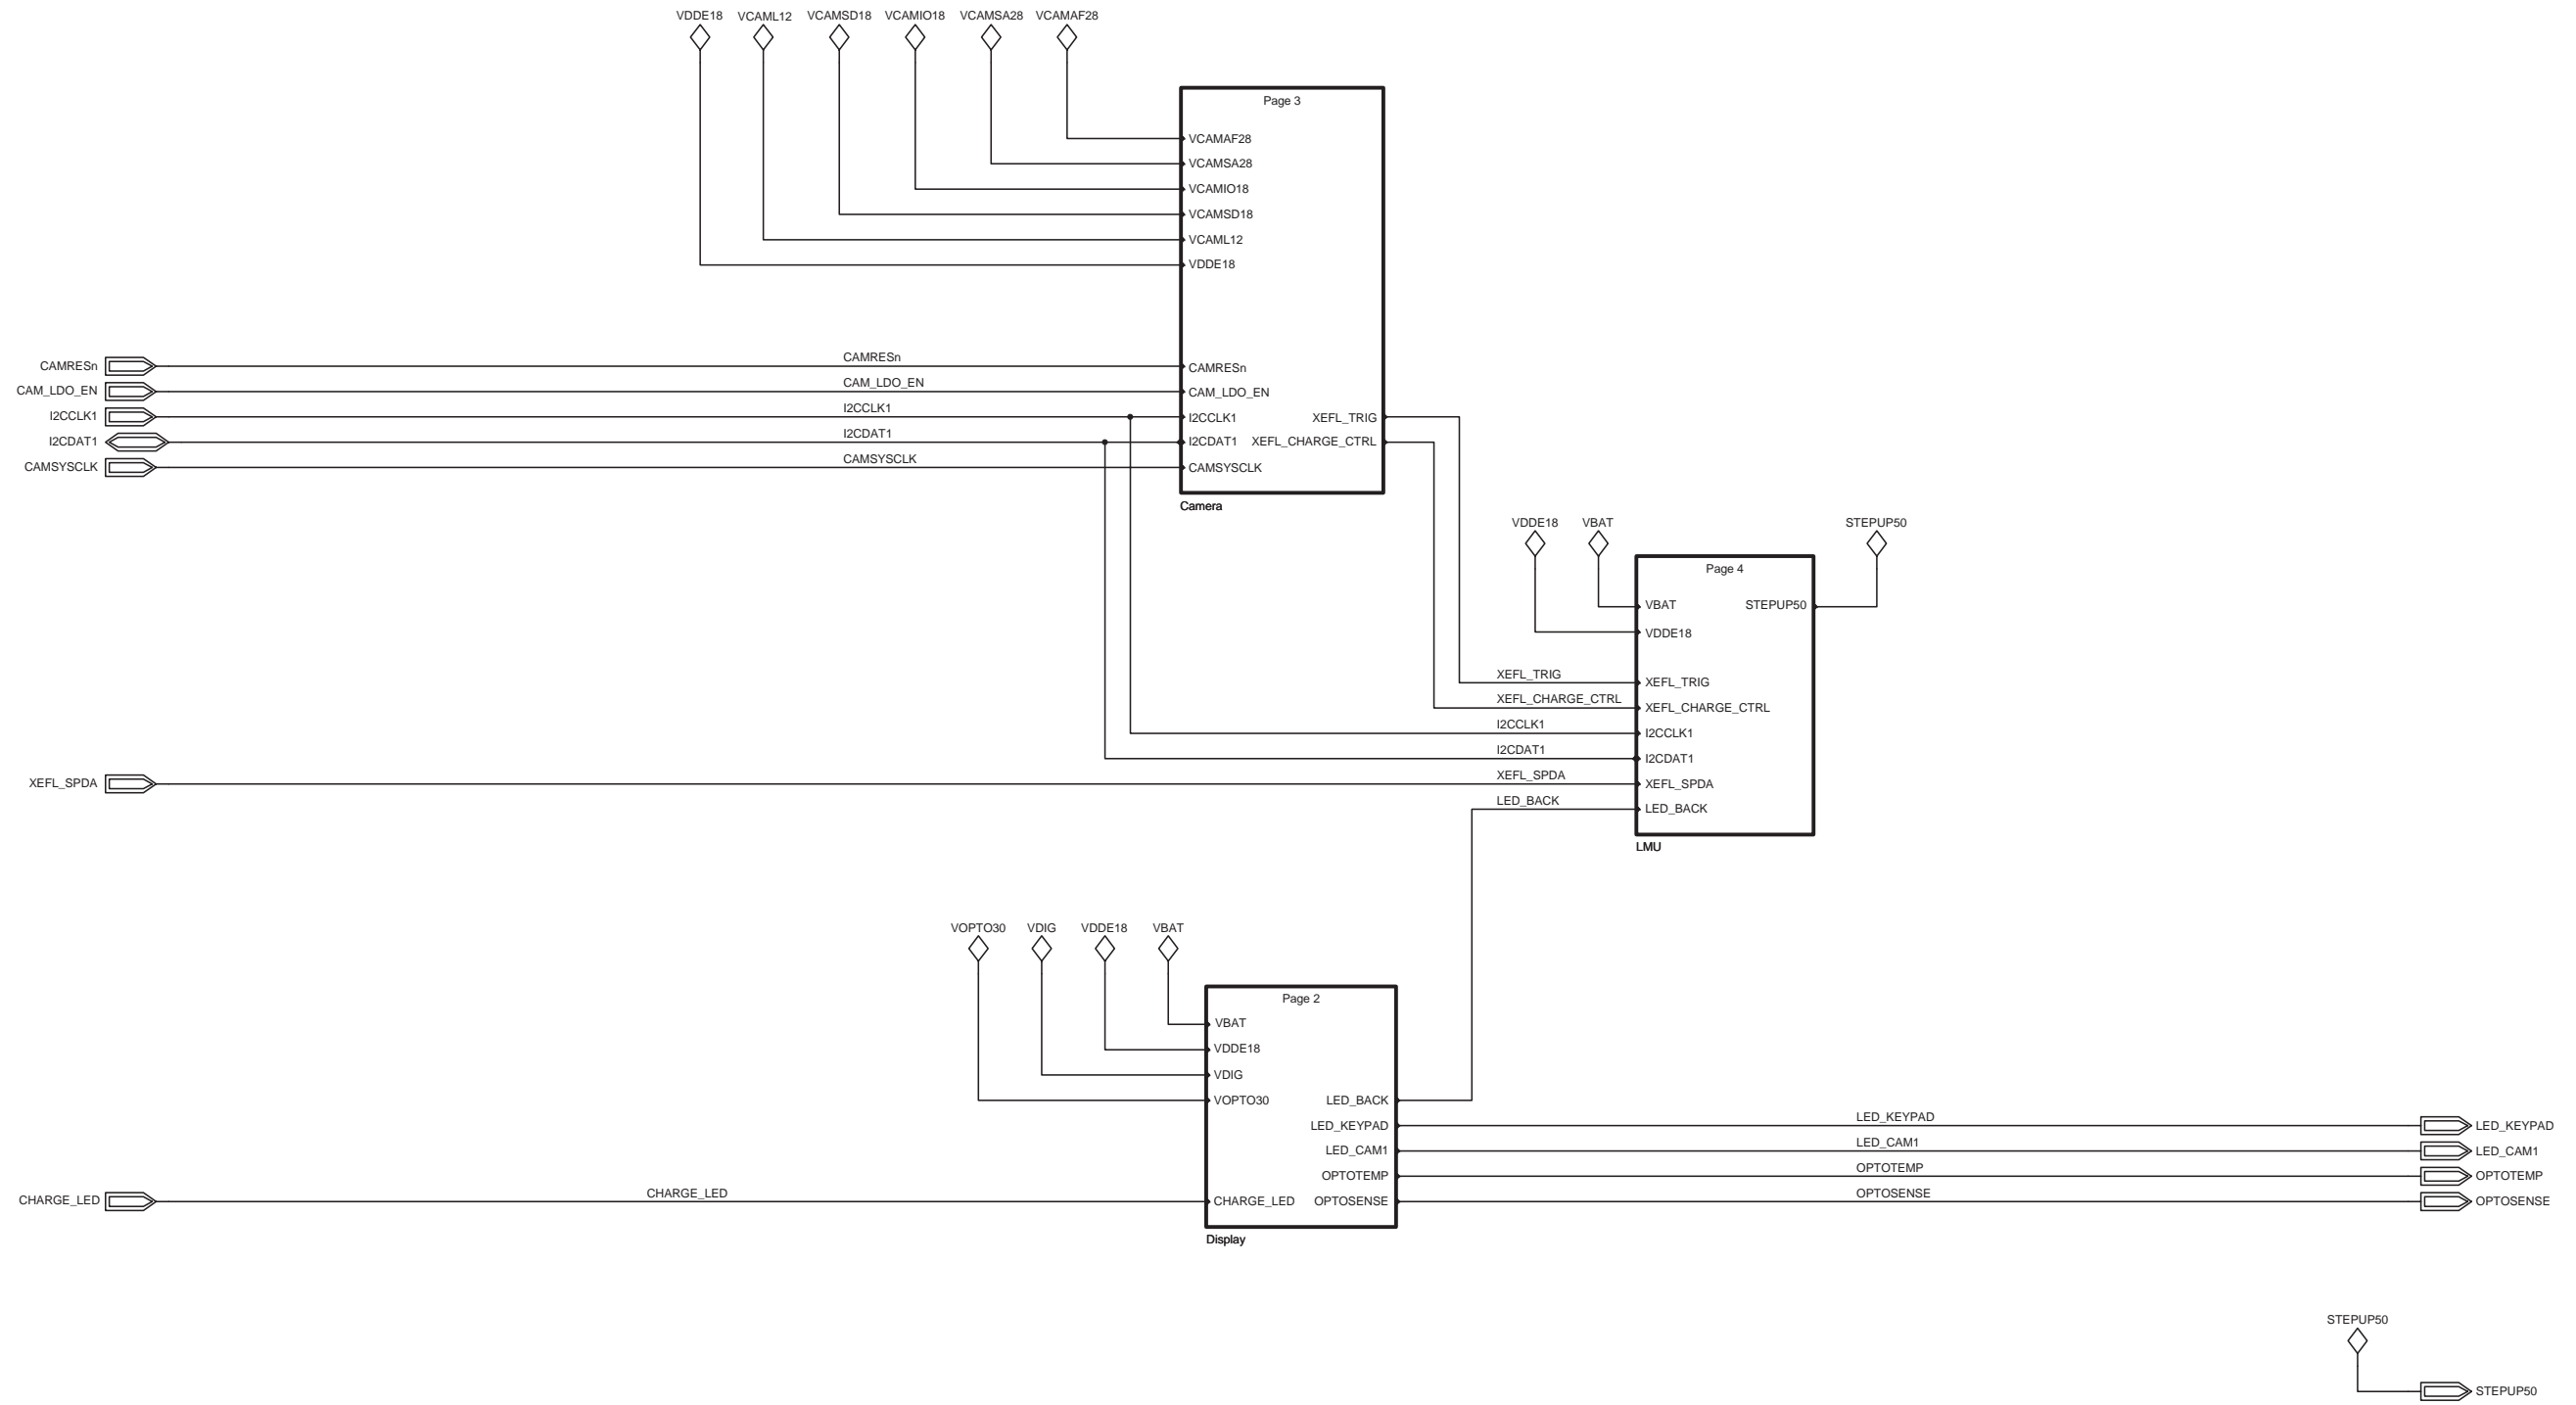 VDDE18 VCAML12 VCAMSD18 VCAMIO18 VCAMSA28 VCAMAF28
Page 3
VCAMAF28
VCAMSA28
VCAMIO18
VCAMSD18
VCAML12
VDDE18
CAMRESn CAMRESn CAMRESn
CAM_LDO_EN CAM_LDO_EN CAM_LDO_EN
I2CCLK1 I2CCLK1 I2CCLK1 XEFL_TRIG
I2CDAT1 I2CDAT1 I2CDAT1 XEFL_CHARGE_CTRL
CAMSYSCLK CAMSYSCLK CAMSYSCLK
Camera
VDDE18 VBAT STEPUP50
Page 4
VBAT STEPUP50
VDDE18
XEFL_TRIG XEFL_TRIG
XEFL_CHARGE_CTRL XEFL_CHARGE_CTRL
I2CCLK1 I2CCLK1
I2CDAT1 I2CDAT1
XEFL_SPDA XEFL_SPDA XEFL_SPDA
LED_BACK LED_BACK
LMU
VOPTO30 VDIG VDDE18 VBAT
Page 2
VBAT
VDDE18
VDIG
VOPTO30 LED_BACK
LED_KEYPAD LED_KEYPAD LED_KEYPAD
LED_CAM1 LED_CAM1 LED_CAM1
OPTOTEMP OPTOTEMP OPTOTEMP
CHARGE_LED CHARGE_LED CHARGE_LED OPTOSENSE OPTOSENSE OPTOSENSE
Display
STEPUP50
STEPUP50